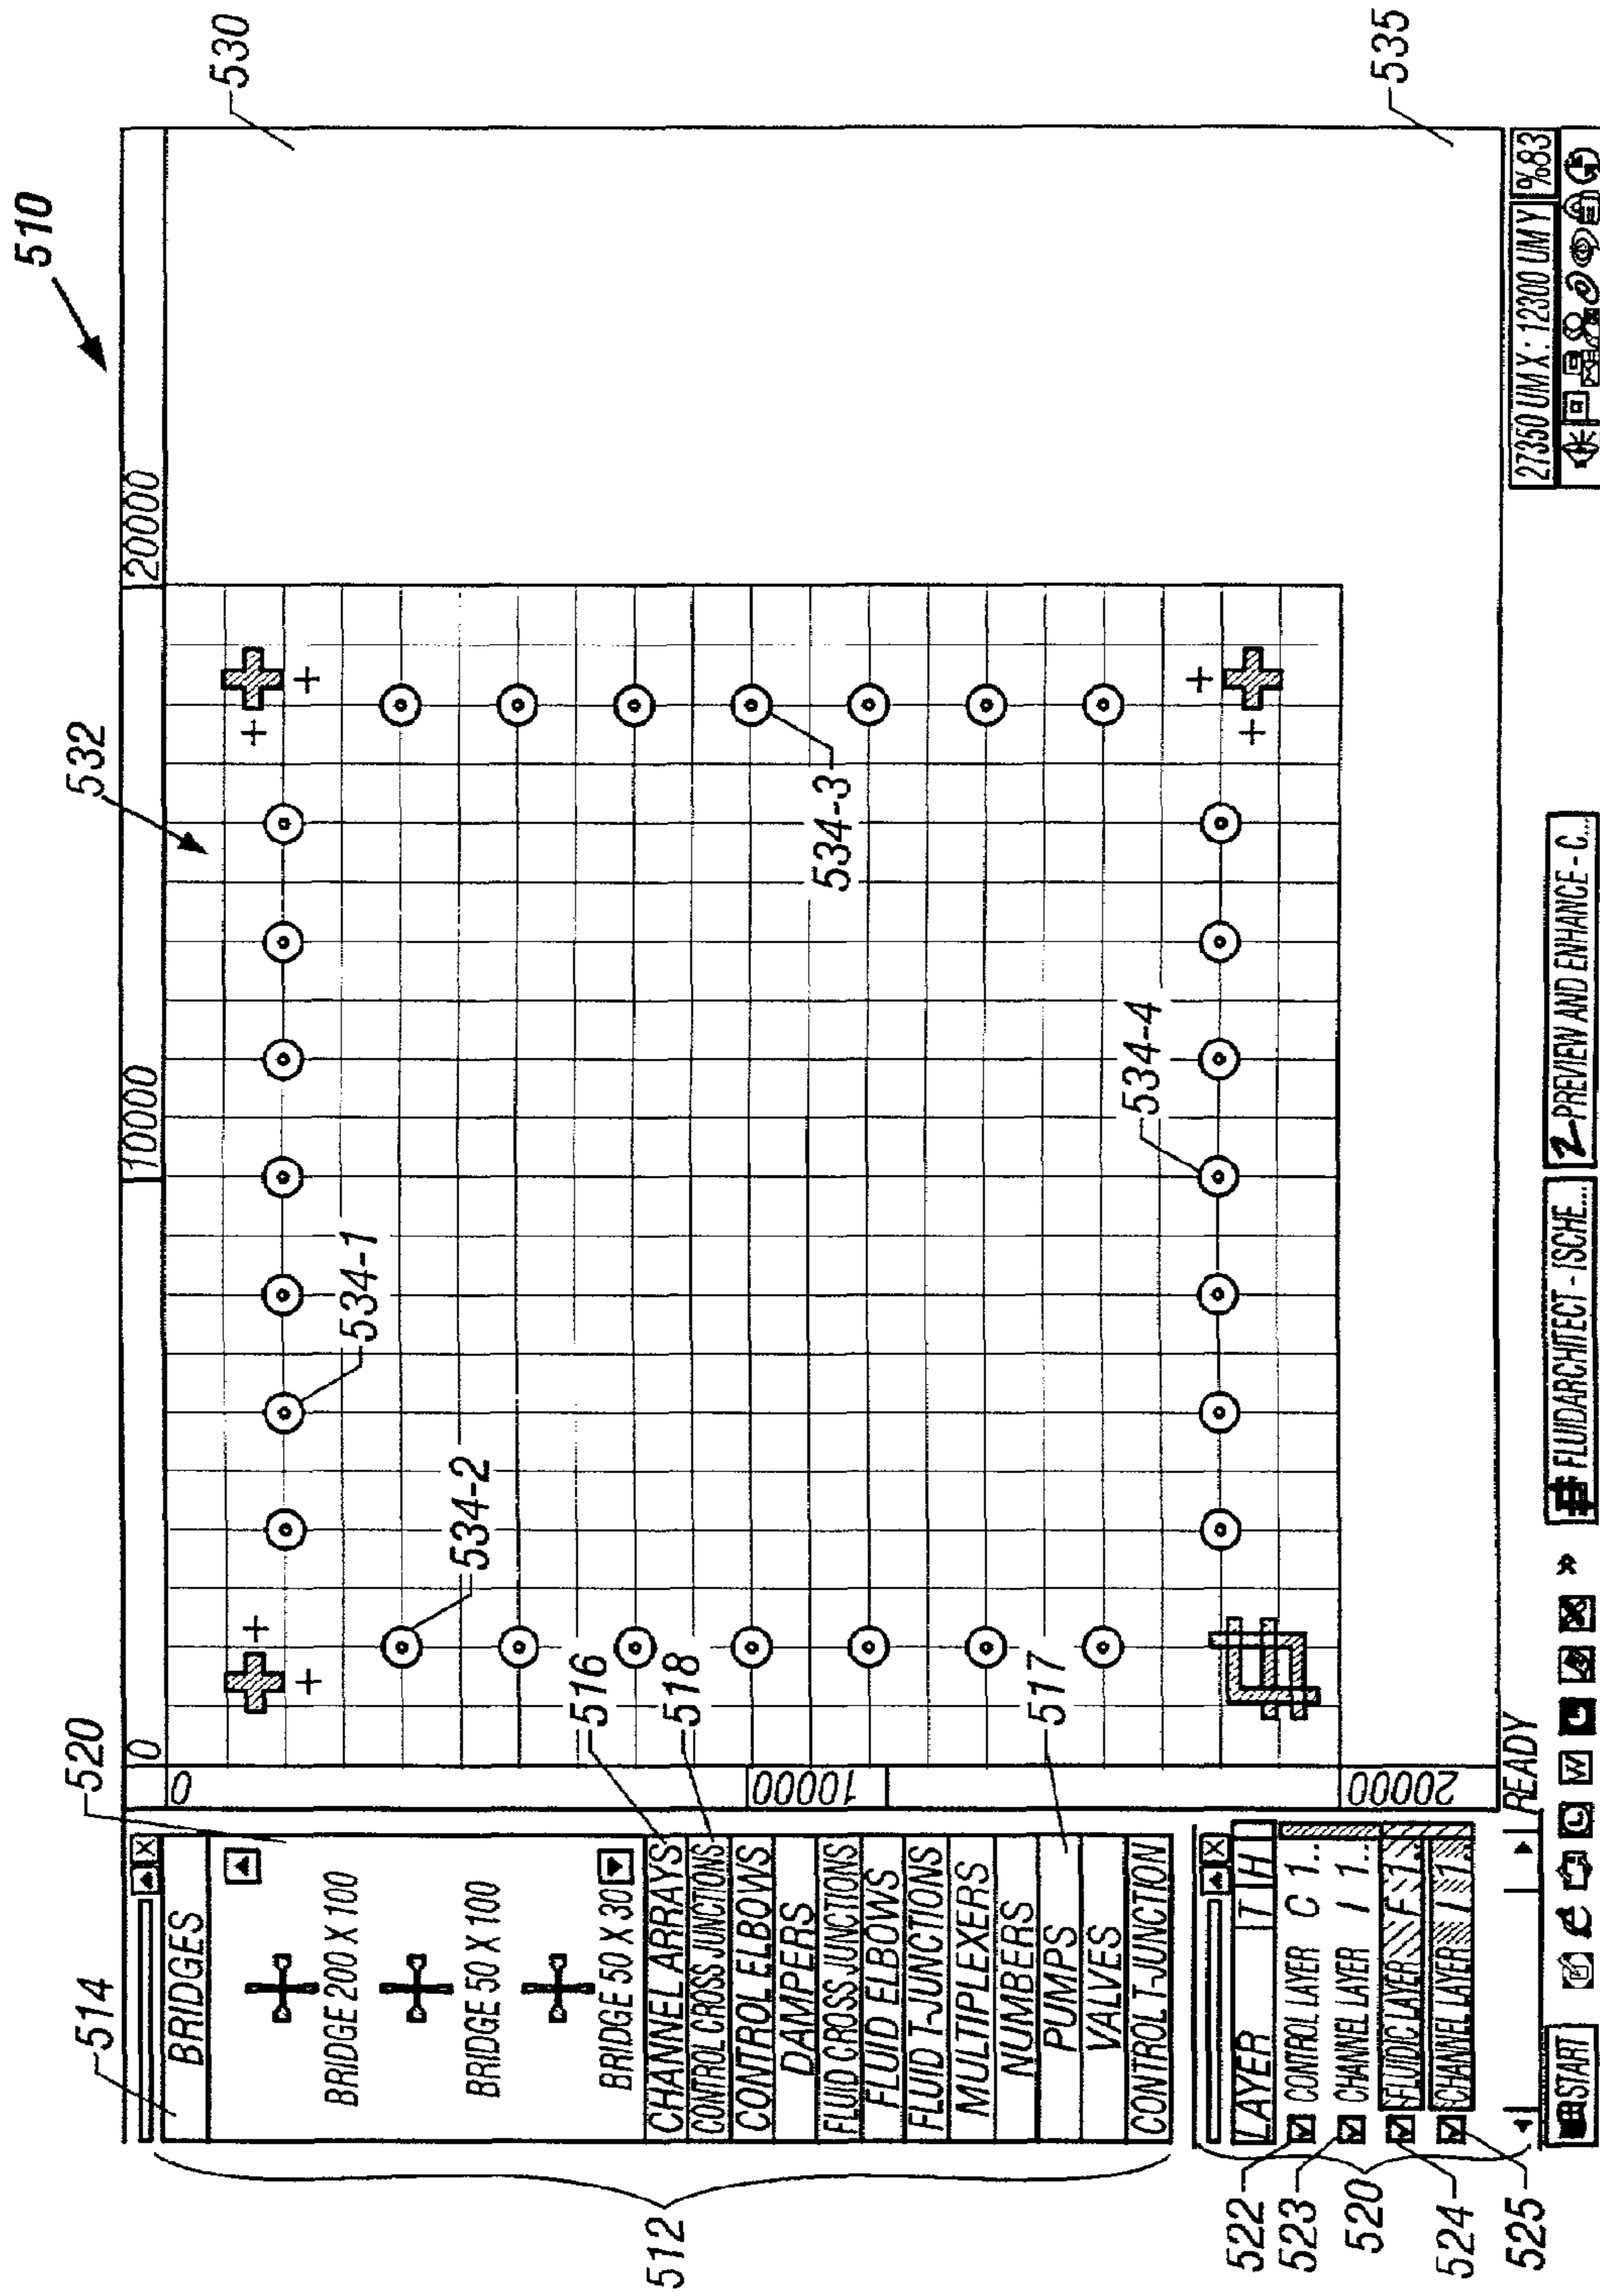 510
514
520
532
530
BRIDGES
0
10000
20000
0
10000
20000
BRIDGE 200 X 100
BRIDGE 50 X 100
BRIDGE 50 X 30
CHANNEL ARRAYS
CONTROL CROSS JUNCTIONS
CONTROL ELBOWS
DAMPERS
FLUID CROSS JUNCTIONS
FLUID ELBOWS
FLUID T-JUNCTIONS
MULTIPLEXERS
NUMBERS
PUMPS
VALVES
CONTROL T-JUNCTION
512
516
518
517
534-2
534-1
534-3
534-4
LAYER T H
CONTROL LAYER C 1...
CHANNEL LAYER I 1...
FLUIDIC LAYER F 1...
CHANNEL LAYER I 1...
522
523
520
524
525
535
READY
27350 UM X : 12300 UM Y %83
START
W
FLUIDARCHITECT - ISCHE...
PREVIEW AND ENHANCE - C...